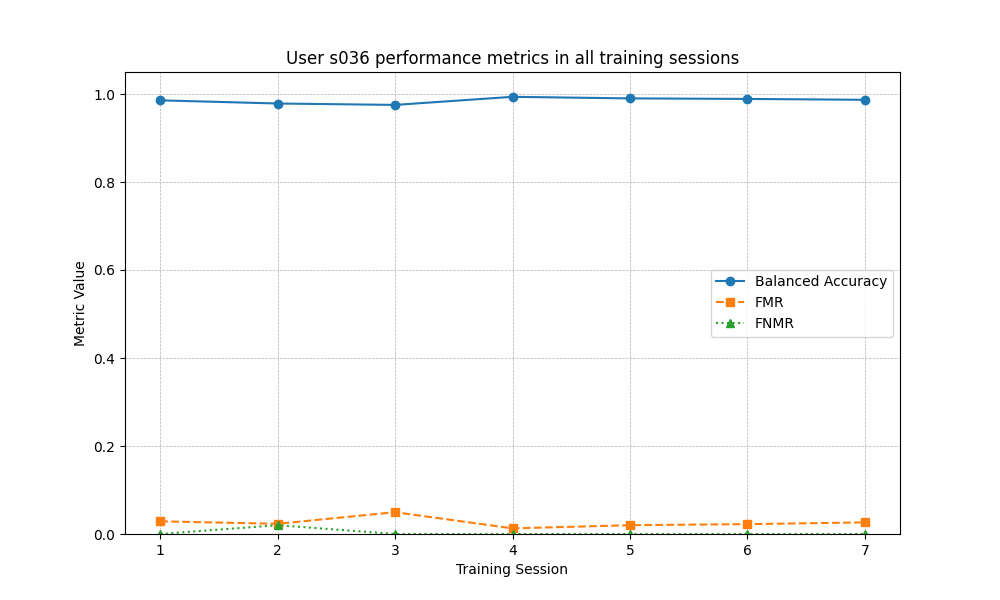 User s036 performance metrics in all training sessions
1.0
0.8
0.6
0.4
0.2
0.0
Metric Value
Balanced Accuracy
FMR
FNMR
1 2 3 4 5 6 7
Training Session